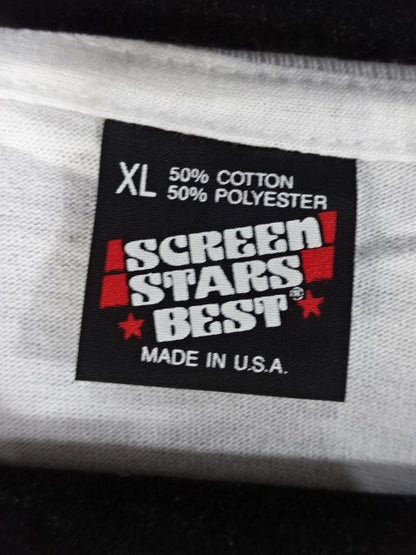 XL 50% COTTON
50% POLYESTER
SCREEN
STARS
BEST®
MADE IN U.S.A.